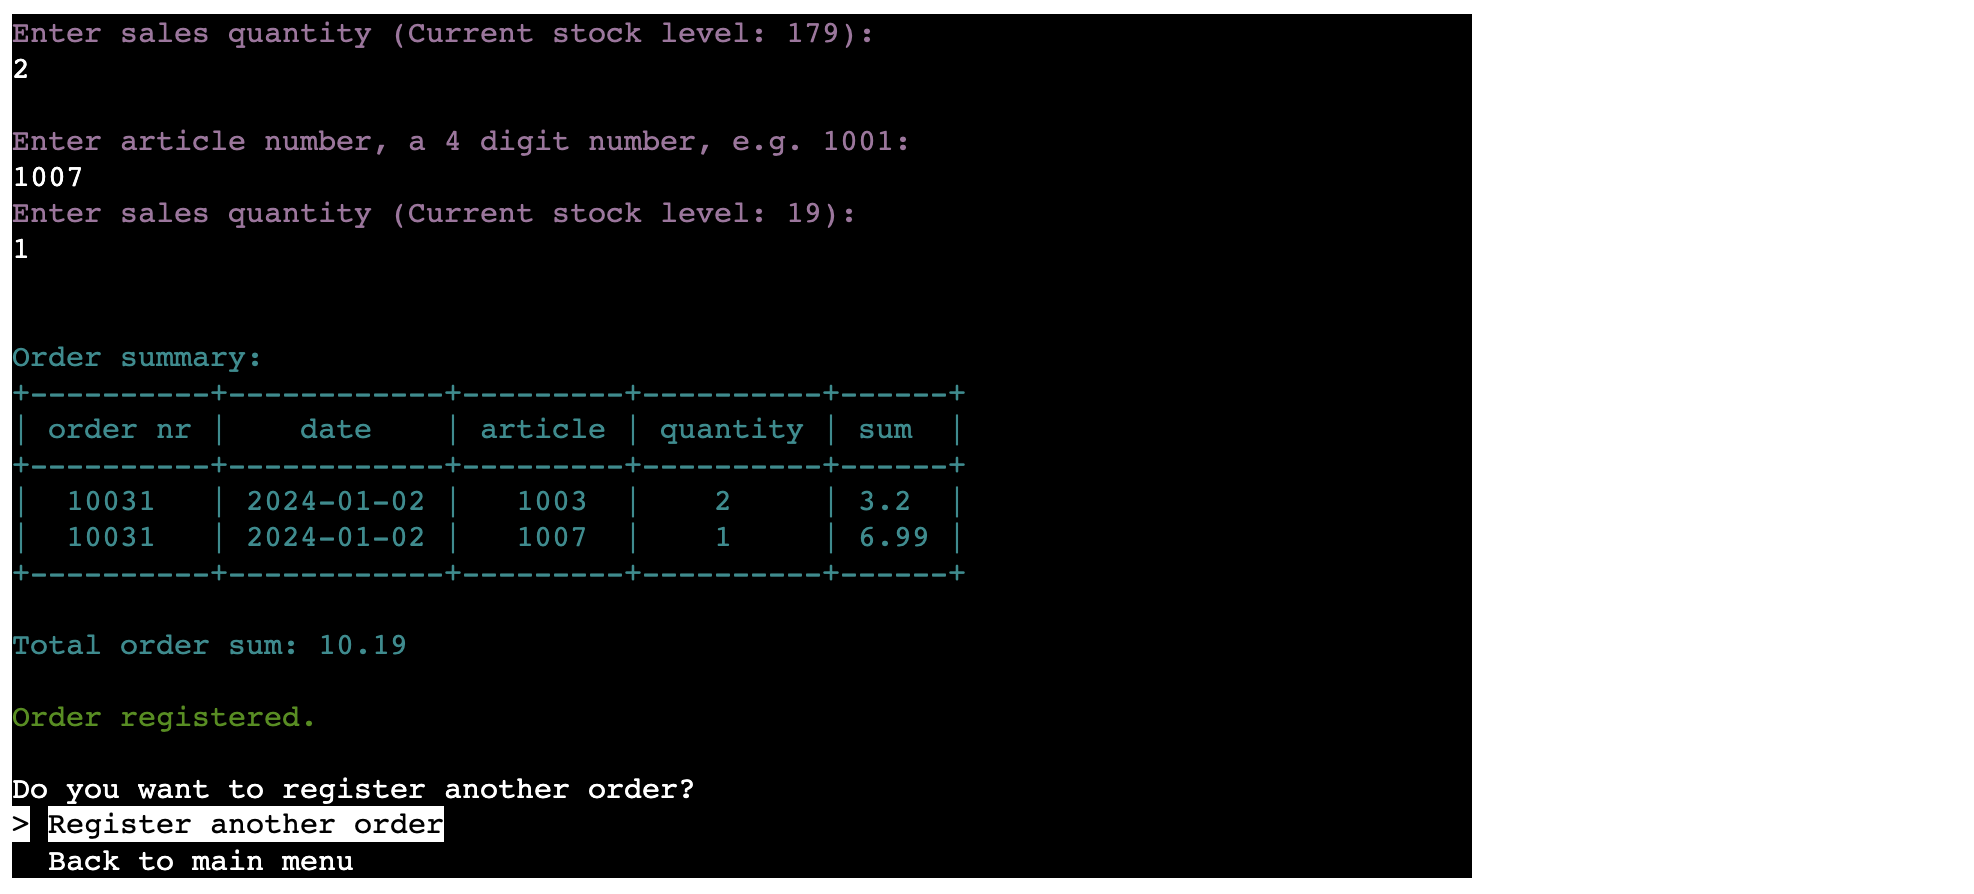 Enter sales quantity (Current stock level: 179):
2
Enter article number, a 4 digit number, e.g. 1001:
1007
Enter sales quantity (Current stock level: 19):
1
Order summary:
+----------+------------+---------+----------+------+
| order nr |    date    | article | quantity | sum  |
+----------+------------+---------+----------+------+
|  10031   | 2024-01-02 |   1003  |    2     | 3.2  |
|  10031   | 2024-01-02 |   1007  |    1     | 6.99 |
+----------+------------+---------+----------+------+
Total order sum: 10.19
Order registered.
Do you want to register another order?
> Register another order
  Back to main menu